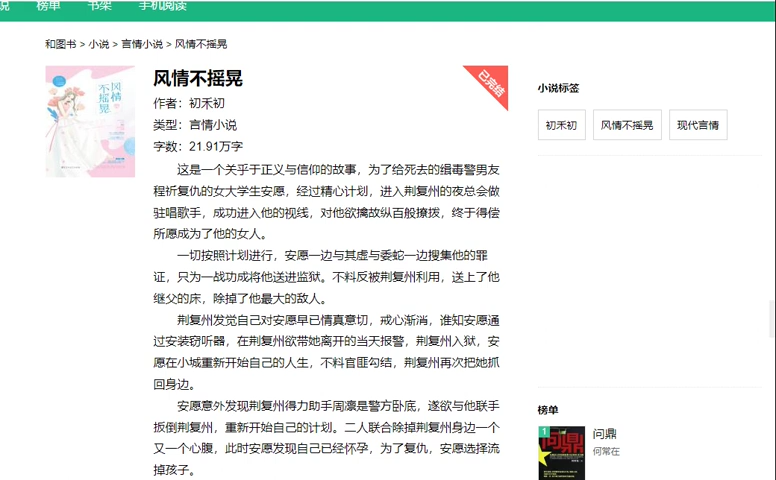 说 榜单 书架 手机阅读
和图书 > 小说 > 言情小说 > 风情不摇晃
风情
不摇晃
已完结
风情不摇晃
作者：初禾初
类型：言情小说
字数：21.91万字
这是一个关乎于正义与信仰的故事，为了给死去的缉毒警男友
程祈复仇的女大学生安愿，经过精心计划，进入荆复州的夜总会做
驻唱歌手，成功进入他的视线，对他欲擒故纵百般撩拨，终于得偿
所愿成为了他的女人。
一切按照计划进行，安愿一边与其虚与委蛇一边搜集他的罪
证，只为一战功成将他送进监狱。不料反被荆复州利用，送上了他
继父的床，除掉了他最大的敌人。
荆复州发觉自己对安愿早已情真意切，戒心渐消，谁知安愿通
过安装窃听器，在荆复州欲带她离开的当天报警，荆复州入狱，安
愿在小城重新开始自己的人生，不料官匪勾结，荆复州再次把她抓
回身边。
安愿意外发现荆复州得力助手周凛是警方卧底，遂欲与他联手
扳倒荆复州，重新开始自己的计划。二人联合除掉荆复州身边一个
又一个心腹，此时安愿发现自己已经怀孕，为了复仇，安愿选择流
掉孩子。
小说标签
初禾初 风情不摇晃 现代言情
榜单
1
问鼎
问鼎
何常在